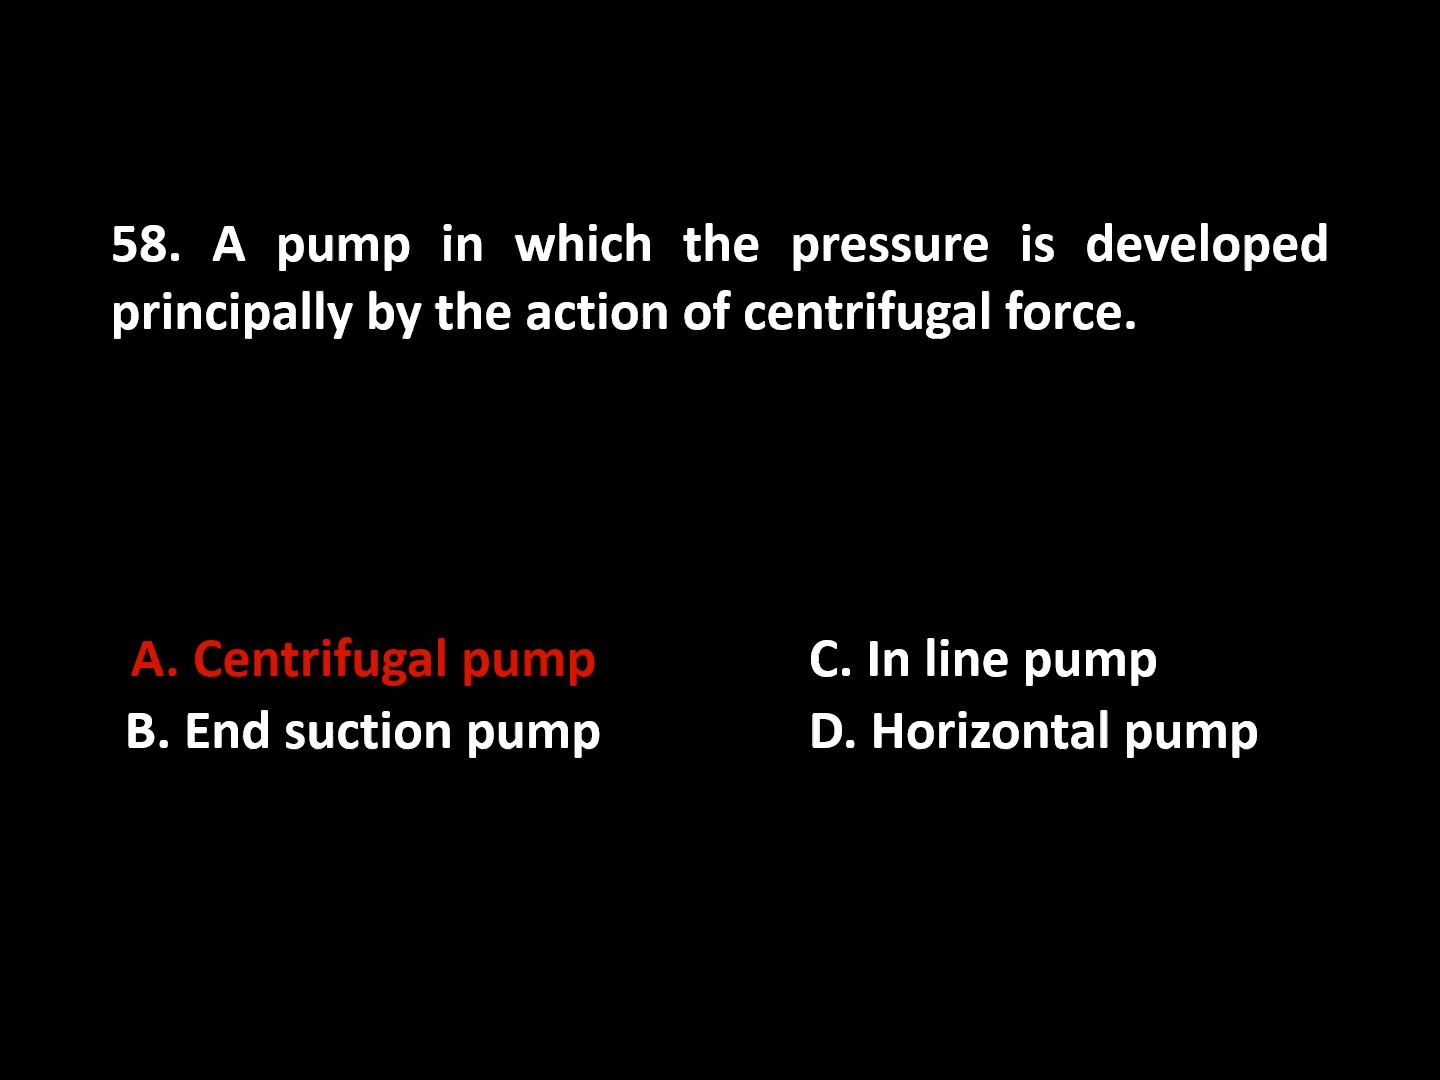 58. A pump in which the pressure is developed
principally by the action of centrifugal force.
A. Centrifugal pump
B. End suction pump
C. In line pump
D. Horizontal pump